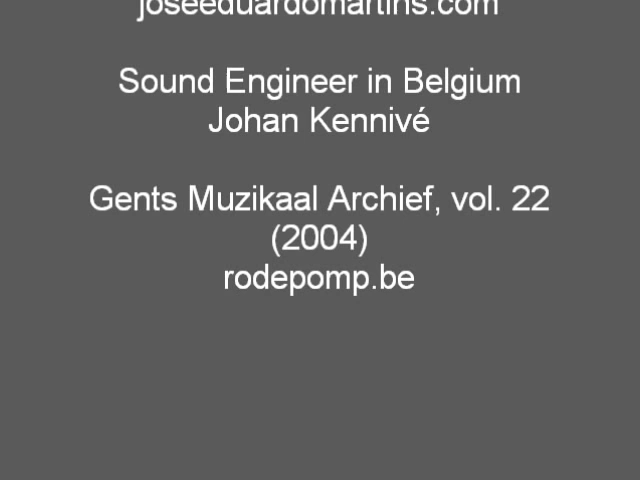 joseeduardomartins.com
Sound Engineer in Belgium
Johan Kennivé
Gents Muzikaal Archief, vol. 22
(2004)
rodepomp.be